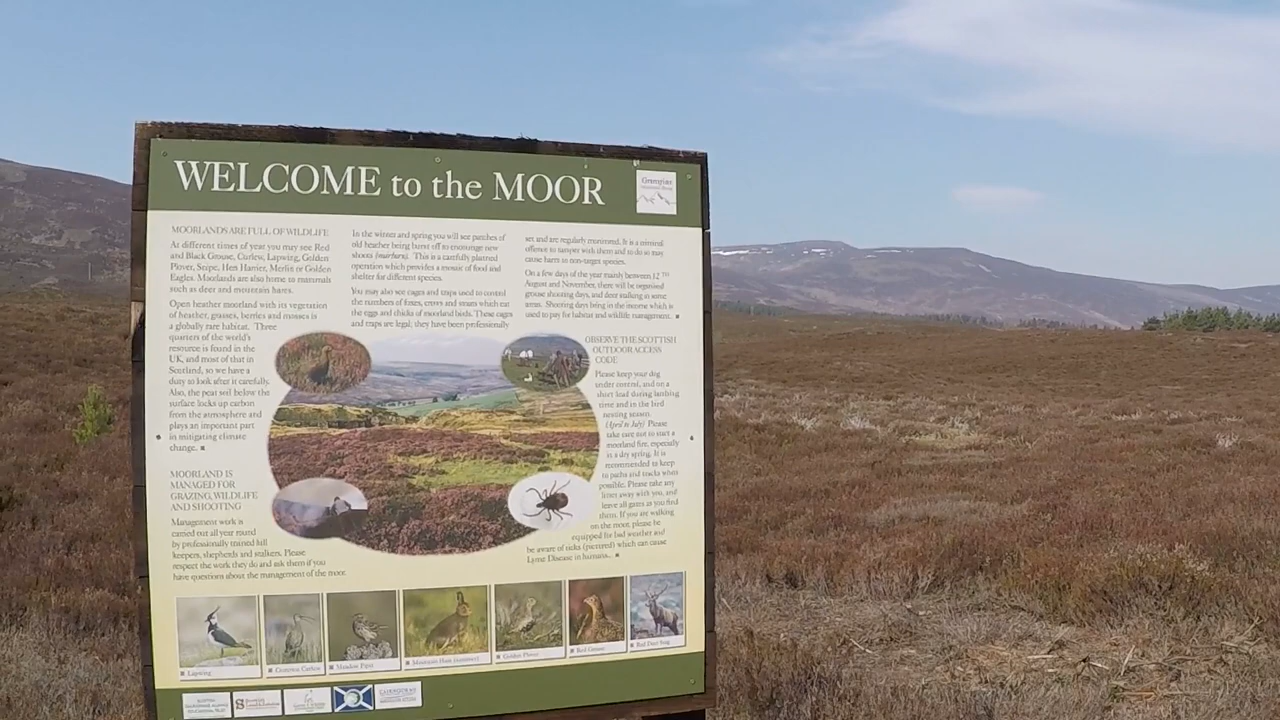 WELCOME to the MOOR
Grampian
MOORLANDS ARE FULL OF WILDLIFE
At different times of year you may see Red
and Black Grouse, Curlew, Lapwing, Golden
Plover, Snipe, Hen Harrier, Merlin or Golden
Eagles. Moorlands are also home to mammals
such as deer and mountain hares.
Open heather moorland with its vegetation
of heather, grasses, berries and mosses is
a globally rare habitat. Three
quarters of the world's
resource is found in the
UK, and most of that in
Scotland, so we have a
duty to look after it carefully.
Also, the peat soil below the
surface locks up carbon
from the atmosphere and
plays an important part
in mitigating climate
change.
MOORLAND IS
MANAGED FOR
GRAZING, WILDLIFE
AND SHOOTING
Management work is
carried out all year round
by professionally trained hill
keepers, shepherds and stalkers. Please
respect the work they do and ask them if you
have questions about the management of the moor.
In the winter and spring you will see patches of
old heather being burnt off to encourage new
shoots (muirburn). This is a carefully planned
operation which provides a mosaic of food and
shelter for different species.
You may also see cages and traps used to control
the numbers of foxes, crows and stoats which eat
the eggs and chicks of moorland birds. These cages
and traps are legal; they have been professionally
set and are regularly monitored. It is a criminal
offence to tamper with them and to do so may
cause harm to non-target species.
On a few days of the year mainly between 12TH
August and November, there will be organised
grouse shooting days, and deer stalking in some
areas. Shooting days bring in the income which is
used to pay for habitat and wildlife management.
OBSERVE THE SCOTTISH
OUTDOOR ACCESS
CODE
Please keep your dog
under control, and on a
short lead during lambing
time and in the bird
nesting season.
(April to July) Please
take care not to start a
moorland fire, especially
in a dry spring. It is
recommended to keep
to paths and tracks when
possible. Please take any
litter away with you, and
leave all gates as you find
them. If you are walking
on the moor, please be
equipped for bad weather and
be aware of ticks (pictured) which can cause
Lyme Disease in humans.
Lapwing
Common Curlew
Meadow Pipit
Mountain Hare (summer)
Golden Plover
Red Grouse
Red Deer Stag